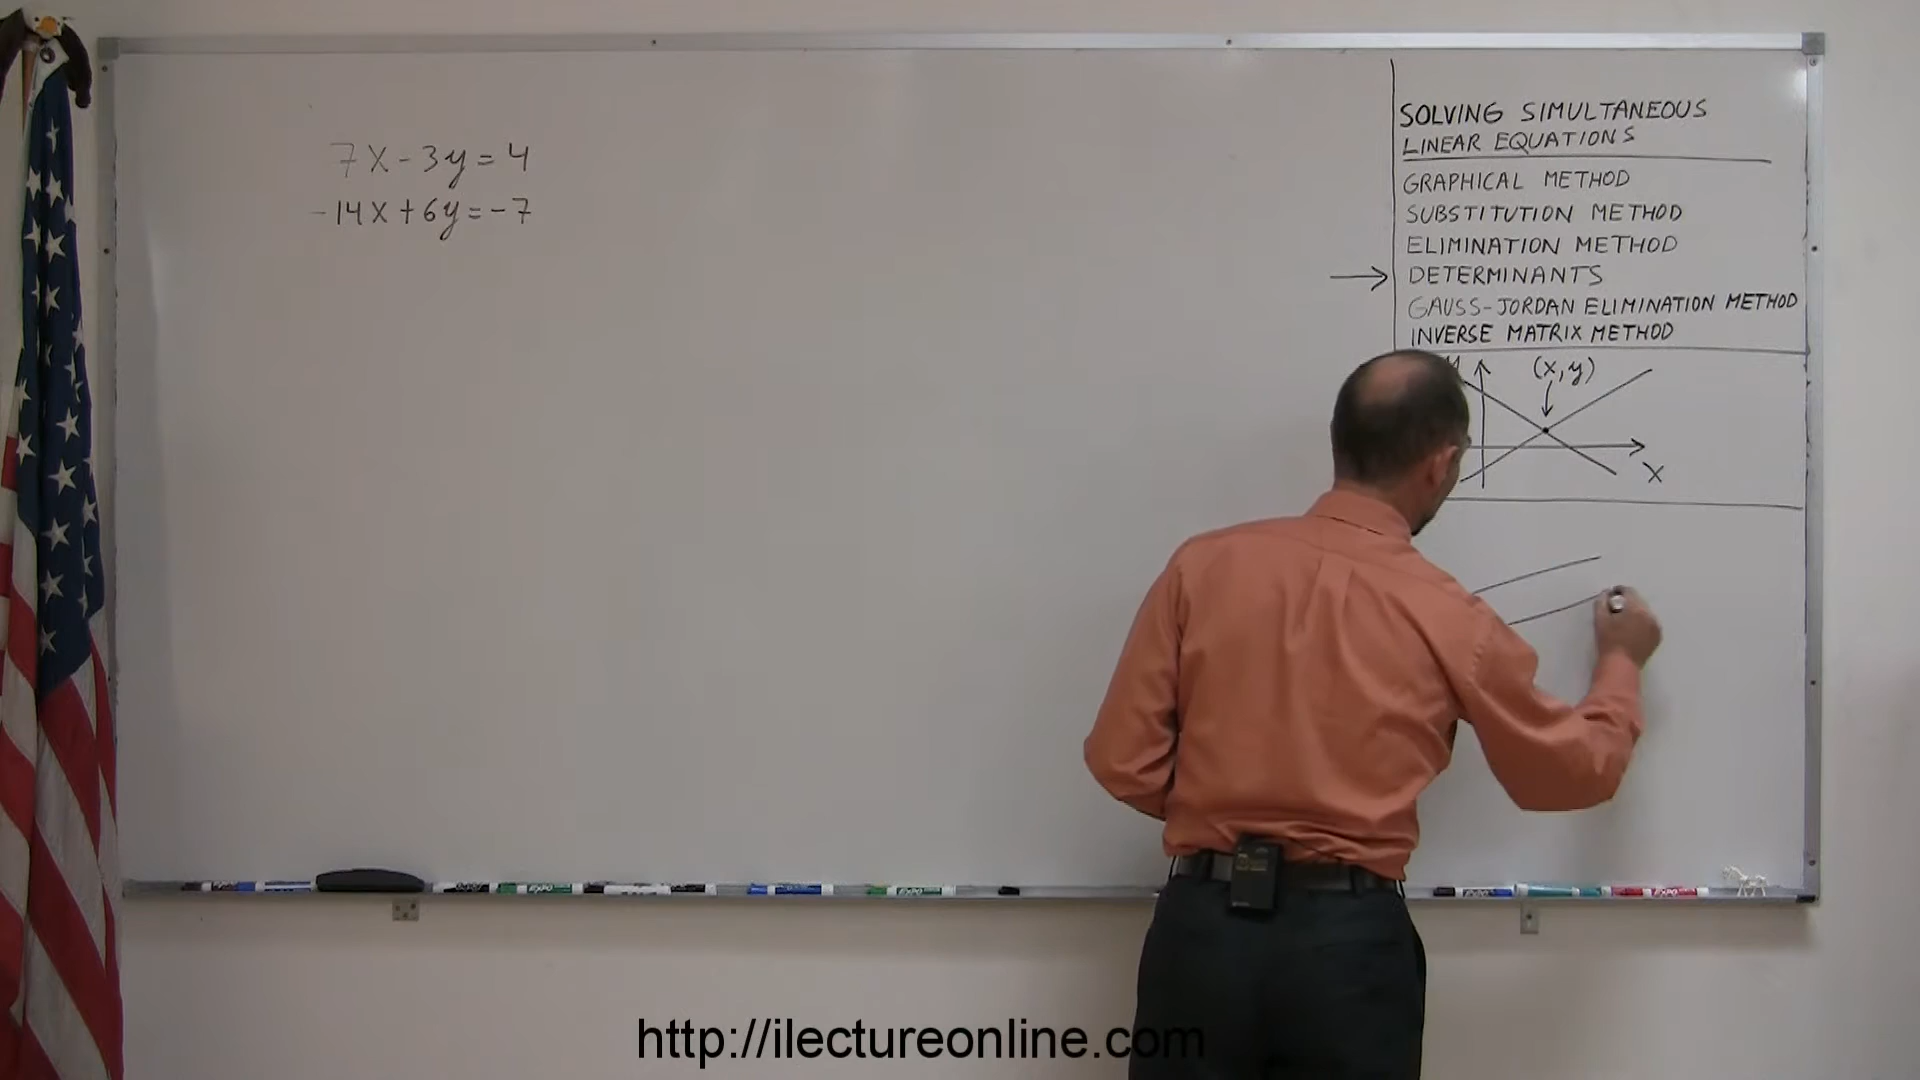 7x-3y=4
-14x+6y=-7
SOLVING SIMULTANEOUS
LINEAR EQUATIONS
GRAPHICAL METHOD
SUBSTITUTION METHOD
ELIMINATION METHOD
DETERMINANTS
GAUSS-JORDAN ELIMINATION METHOD
INVERSE MATRIX METHOD
y
(x,y)
x
http://ilectureonline.com